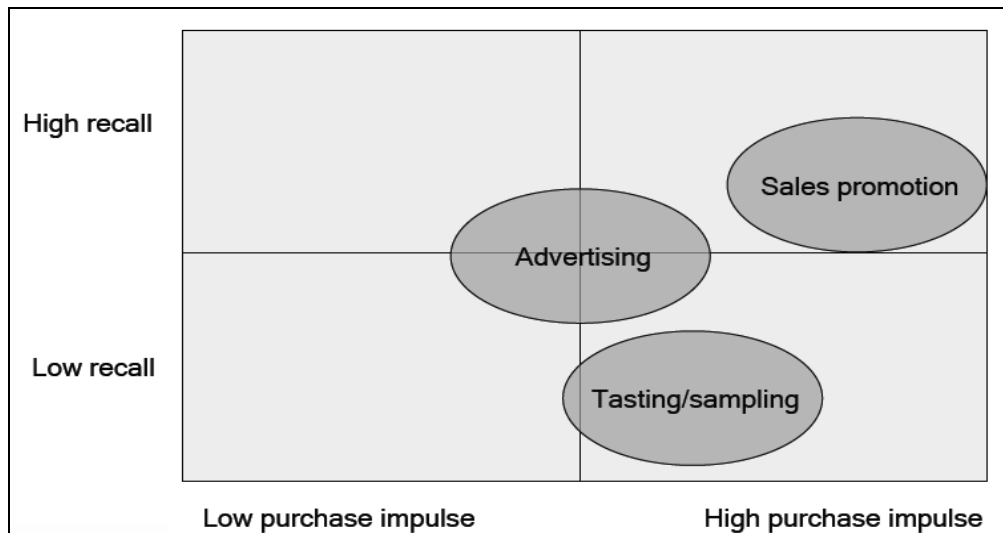 High recall
Sales promotion
Advertising
Low recall
Tasting/sampling
Low purchase impulse
High purchase impulse